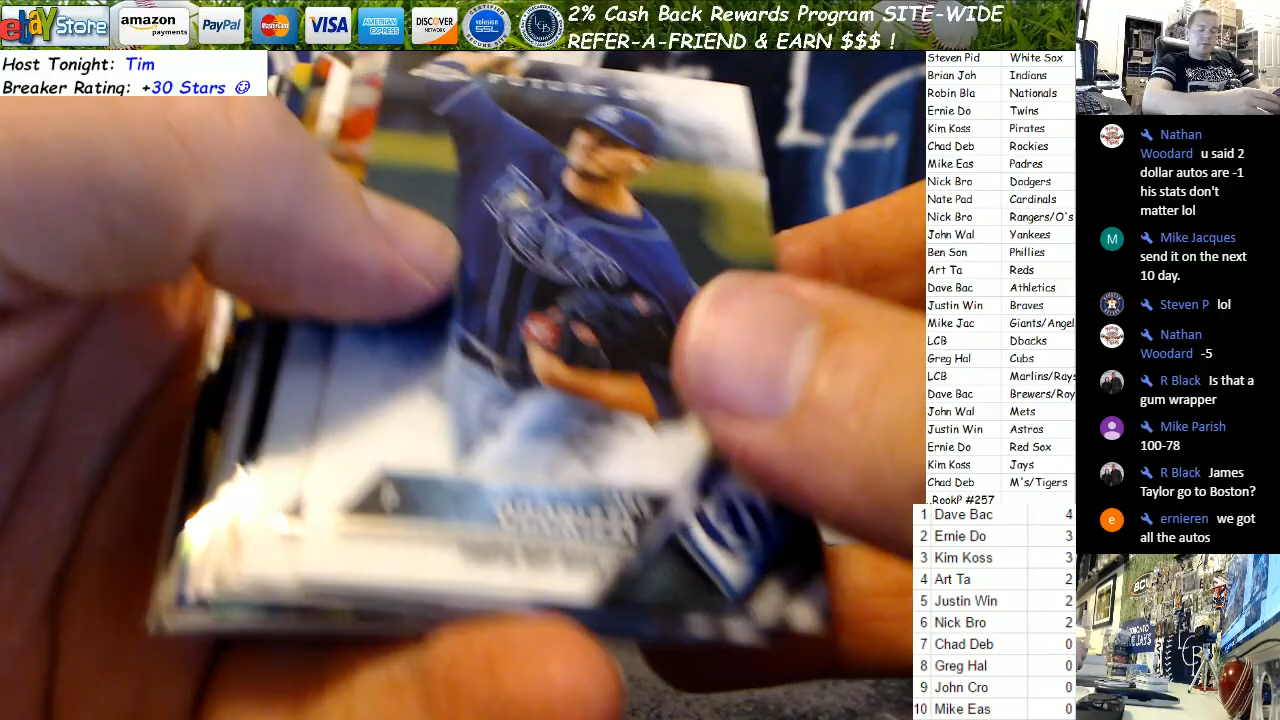 ebay Store
amazon payments
PayPal
MasterCard
VISA
AMERICAN EXPRESS
DISCOVER NETWORK
volusion SSL
LCB
2% Cash Back Rewards Program SITE-WIDE
REFER-A-FRIEND & EARN $$$ !
Host Tonight: Tim
Breaker Rating: +30 Stars
Steven Pid White Sox
Brian Joh Indians
Robin Bla Nationals
Ernie Do Twins
Kim Koss Pirates
Chad Deb Rockies
Mike Eas Padres
Nick Bro Dodgers
Nate Pad Cardinals
Nick Bro Rangers/O's
John Wal Yankees
Ben Son Phillies
Art Ta Reds
Dave Bac Athletics
Justin Win Braves
Mike Jac Giants/Angel
LCB Dbacks
Greg Hal Cubs
LCB Marlins/Rays
Dave Bac Brewers/Roy
John Wal Mets
Justin Win Astros
Ernie Do Red Sox
Kim Koss Jays
Chad Deb M's/Tigers
RookP #257
1 Dave Bac 4
2 Ernie Do 3
3 Kim Koss 3
4 Art Ta 2
5 Justin Win 2
6 Nick Bro 2
7 Chad Deb 0
8 Greg Hal 0
9 John Cro 0
10 Mike Eas 0
Nathan
Woodard u said 2
dollar autos are -1
his stats don't
matter lol
M Mike Jacques
send it on the next
10 day.
Steven P lol
Nathan
Woodard -5
R Black Is that a
gum wrapper
Mike Parish
100-78
R Black James
Taylor go to Boston?
e ernieren we got
all the autos